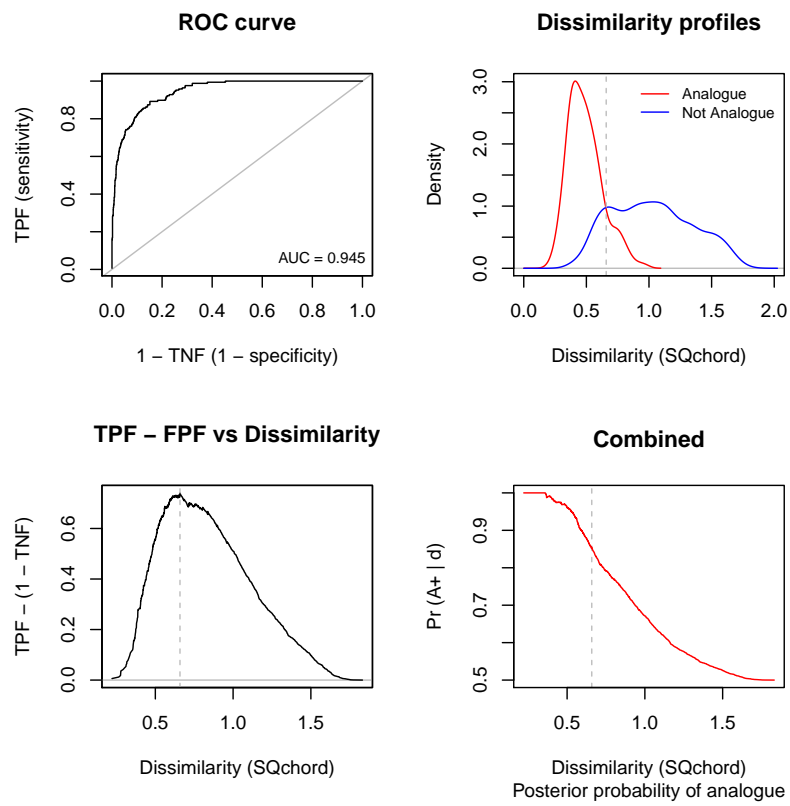 ROC curve
TPF (sensitivity)
0.0 0.4 0.8
AUC = 0.945
0.0 0.2 0.4 0.6 0.8 1.0
1 − TNF (1 − specificity)
Dissimilarity profiles
Density
0.0 1.0 2.0 3.0
Analogue
Not Analogue
0.0 0.5 1.0 1.5 2.0
Dissimilarity (SQchord)
TPF − FPF vs Dissimilarity
TPF − (1 − TNF)
0.0 0.2 0.4 0.6
0.5 1.0 1.5
Dissimilarity (SQchord)
Combined
Pr (A+ | d)
0.5 0.7 0.9
0.5 1.0 1.5
Dissimilarity (SQchord)
Posterior probability of analogue